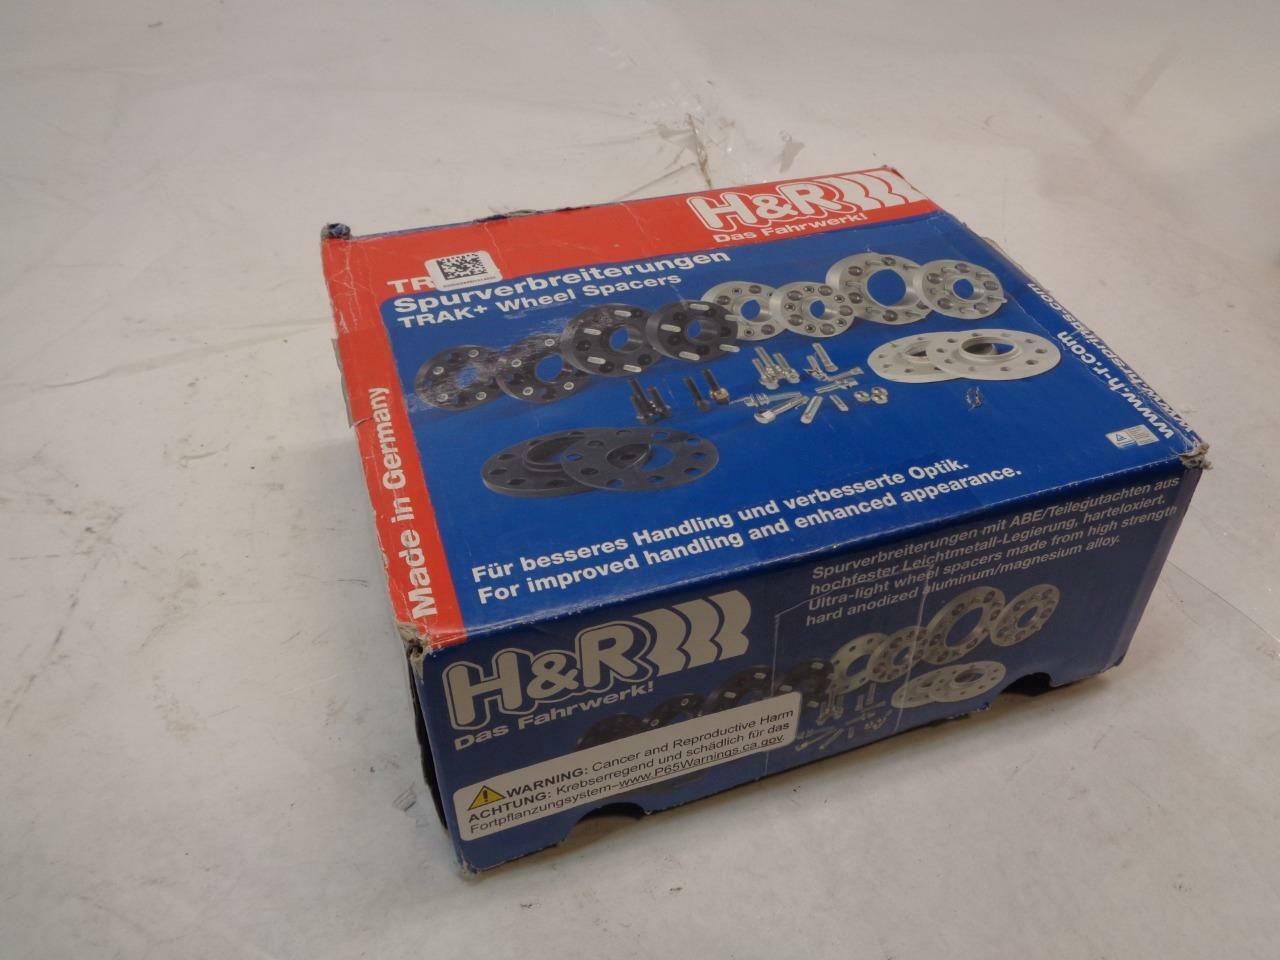 H&R
Das Fahrwerk!
TR
Spurverbreiterungen
TRAK+ Wheel Spacers
Made in Germany
www.h-r.com
Für besseres Handling und verbesserte Optik.
For improved handling and enhanced appearance.
H&R
Das Fahrwerk!
Spurverbreiterungen mit ABE/Teilegutachten aus
hochfester Leichtmetall-Legierung, harteloxiert.
Ultra-light wheel spacers made from high strength
hard anodized aluminum/magnesium alloy.
WARNING: Cancer and Reproductive Harm
ACHTUNG: Krebserregend und schädlich für das
Fortpflanzungsystem–www.P65Warnings.ca.gov.